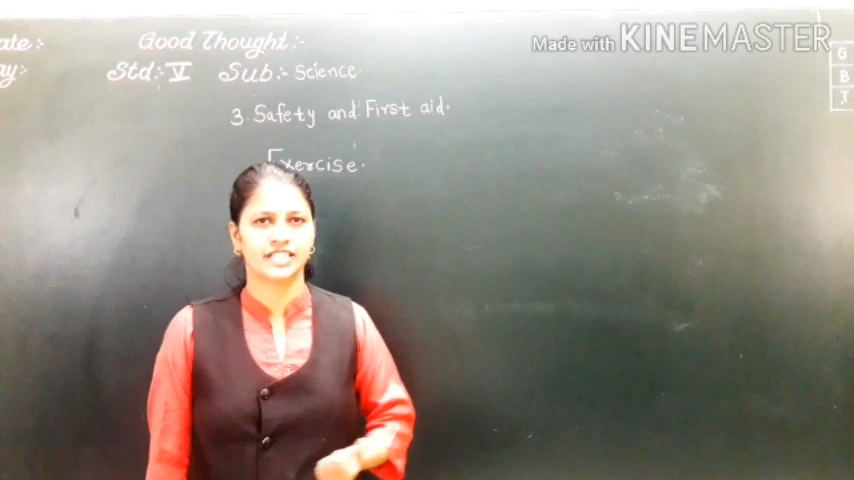 Made with KINEMASTER
ate:- Good Thought:-
ay:- Std:- V Sub:- Science
G
B
T
3. Safety and First aid.
Exercise.